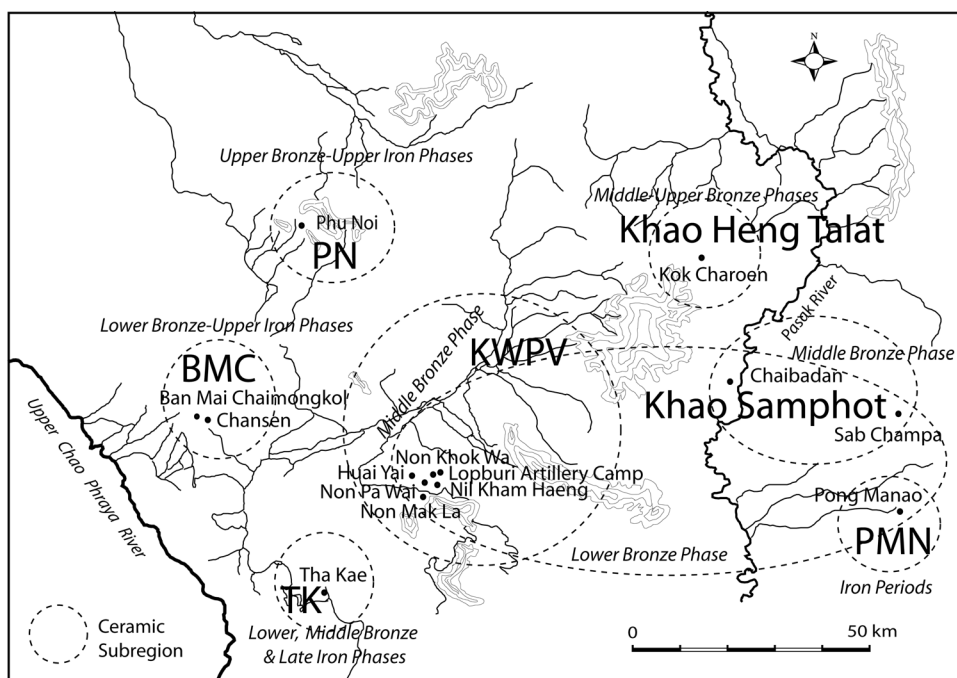 N
Upper Bronze-Upper Iron Phases
Phu Noi
PN
Middle-Upper Bronze Phases
Khao Heng Talat
Kok Charoen
Pasak River
Lower Bronze-Upper Iron Phases
BMC
Ban Mai Chaimongkol
Chansen
Middle Bronze Phase
KWPV
Middle Bronze Phase
Chaibadan
Khao Samphot
Sab Champa
Upper Chao Phraya River
Non Khok Wa
Huai Yai
Lopburi Artillery Camp
Non Pa Wai
Nil Kham Haeng
Non Mak La
Pong Manao
PMN
Lower Bronze Phase
Iron Periods
Tha Kae
TK
Lower, Middle Bronze
& Late Iron Phases
Ceramic
Subregion
0
50 km